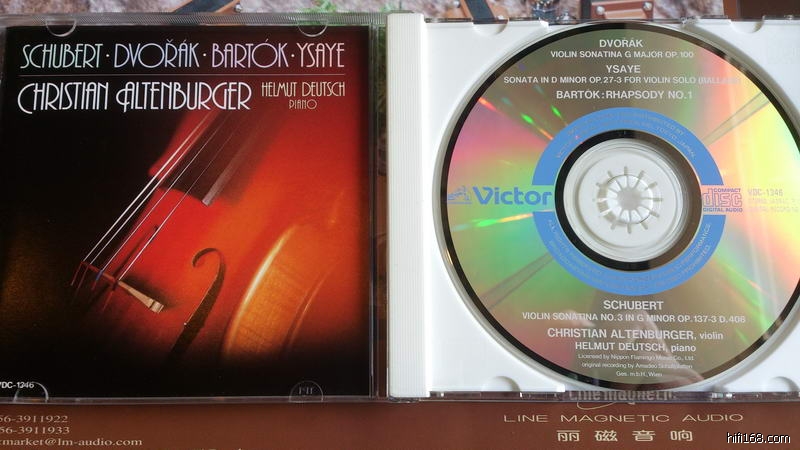 SCHUBERT · DVOŘÁK · BARTÓK · YSAYE
CHRISTIAN ALTENBURGER
HELMUT DEUTSCH
PIANO
VDC-1346
DVOŘÁK
VIOLIN SONATINA G MAJOR OP.100
YSAYE
SONATA IN D MINOR OP.27-3 FOR VIOLIN SOLO
BARTÓK: RHAPSODY NO.1
Victor
COMPACT
disc
DIGITAL AUDIO
VDC-1346
SCHUBERT
VIOLIN SONATINA NO.3 IN G MINOR OP.137-3 D.408
CHRISTIAN ALTENBURGER, violin
HELMUT DEUTSCH, piano
Licensed by Nippon Flamingo Music Co., Ltd.
original recording by Amadeo
Ges. m.b.H., Wien
56-3911922
56-3911933
market@lm-audio.com
LINE MAGNETIC AUDIO
丽磁音响
hifi168.com